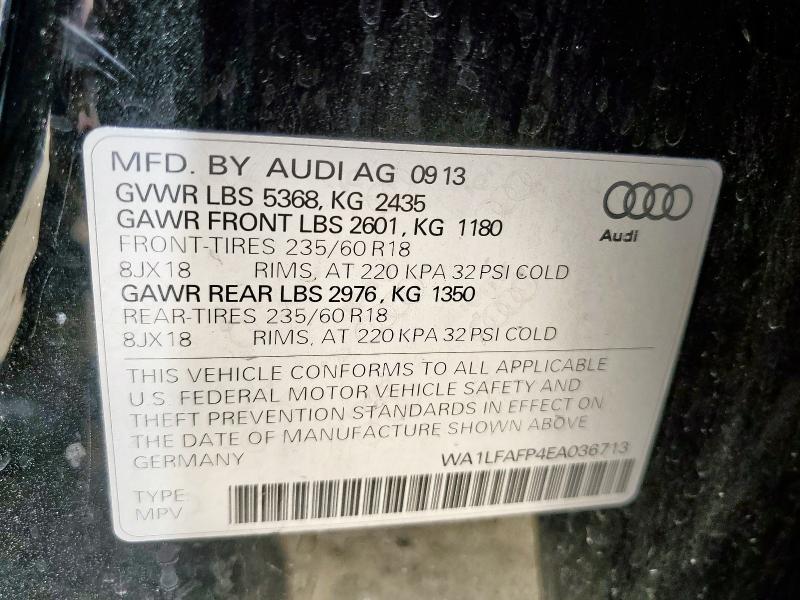 MFD. BY AUDI AG 09 13
GVWR LBS 5368, KG 2435
GAWR FRONT LBS 2601, KG 1180
FRONT-TIRES 235/60 R18
8JX18 RIMS, AT 220 KPA 32 PSI COLD
GAWR REAR LBS 2976, KG 1350
REAR-TIRES 235/60 R18
8JX18 RIMS, AT 220 KPA 32 PSI COLD
Audi
THIS VEHICLE CONFORMS TO ALL APPLICABLE
U.S. FEDERAL MOTOR VEHICLE SAFETY AND
THEFT PREVENTION STANDARDS IN EFFECT ON
THE DATE OF MANUFACTURE SHOWN ABOVE
GERMANY WA1LFAFP4EA036713
TYPE:
MPV